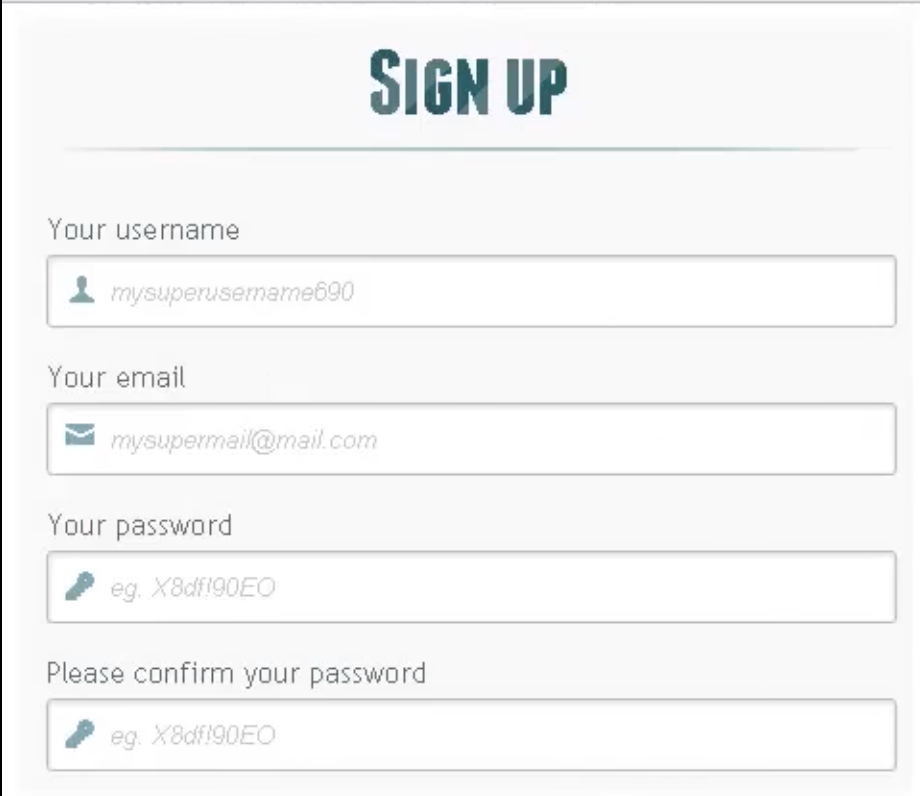 SIGN UP
Your username
mysuperusername690
Your email
mysupermail@mail.com
Your password
eg. X8df!90EO
Please confirm your password
eg. X8df!90EO